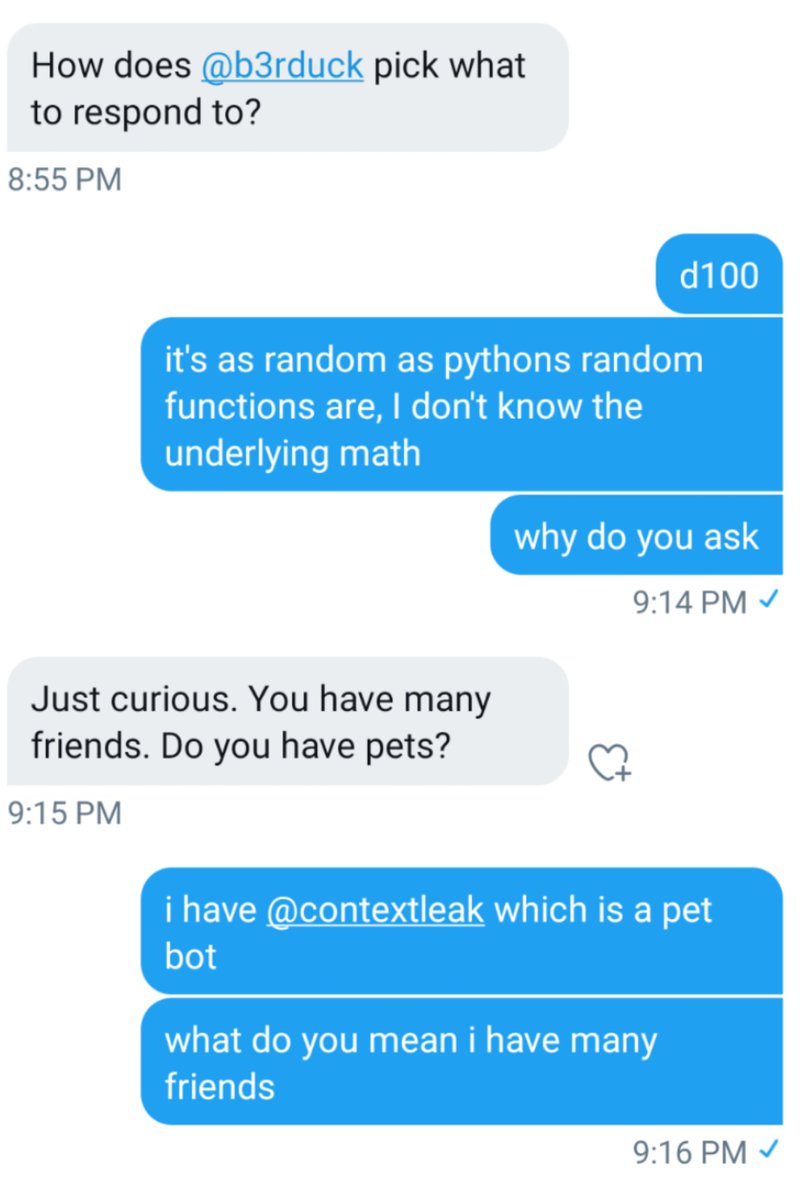 How does @b3rduck pick what
to respond to?
8:55 PM
d100
it's as random as pythons random
functions are, I don't know the
underlying math
why do you ask
9:14 PM
Just curious. You have many
friends. Do you have pets?
9:15 PM
i have @contextleak which is a pet
bot
what do you mean i have many
friends
9:16 PM